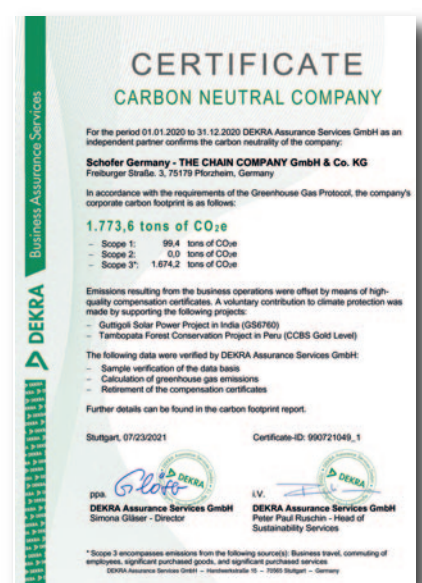 Business Assurance Services
DEKRA
CERTIFICATE
CARBON NEUTRAL COMPANY
For the period 01.01.2020 to 31.12.2020 DEKRA Assurance Services GmbH as an
independent partner confirms the carbon neutrality of the company:
Schofer Germany - THE CHAIN COMPANY GmbH & Co. KG
Freiburger Straße. 3, 75179 Pforzheim, Germany
In accordance with the requirements of the Greenhouse Gas Protocol, the company's
corporate carbon footprint is as follows:
1.773,6 tons of CO₂e
– Scope 1: 99,4 tons of CO₂e
– Scope 2: 0,0 tons of CO₂e
– Scope 3*: 1.674,2 tons of CO₂e
Emissions resulting from the business operations were offset by means of high-
quality compensation certificates. A voluntary contribution to climate protection was
made by supporting the following projects:
– Guttigoli Solar Power Project in India (GS6760)
– Tambopata Forest Conservation Project in Peru (CCBS Gold Level)
The following data were verified by DEKRA Assurance Services GmbH:
– Sample verification of the data basis
– Calculation of greenhouse gas emissions
– Retirement of the compensation certificates
Further details can be found in the carbon footprint report.
Stuttgart, 07/23/2021 Certificate-ID: 990721049_1
DEKRA DEKRA
ppa. i.V.
DEKRA Assurance Services GmbH DEKRA Assurance Services GmbH
Simona Gläser - Director Peter Paul Ruschin - Head of
Sustainability Services
* Scope 3 encompasses emissions from the following source(s): Business travel, commuting of
employees, significant purchased goods, and significant purchased services
DEKRA Assurance Services GmbH – Handwerkstraße 15 – 70565 Stuttgart – Germany